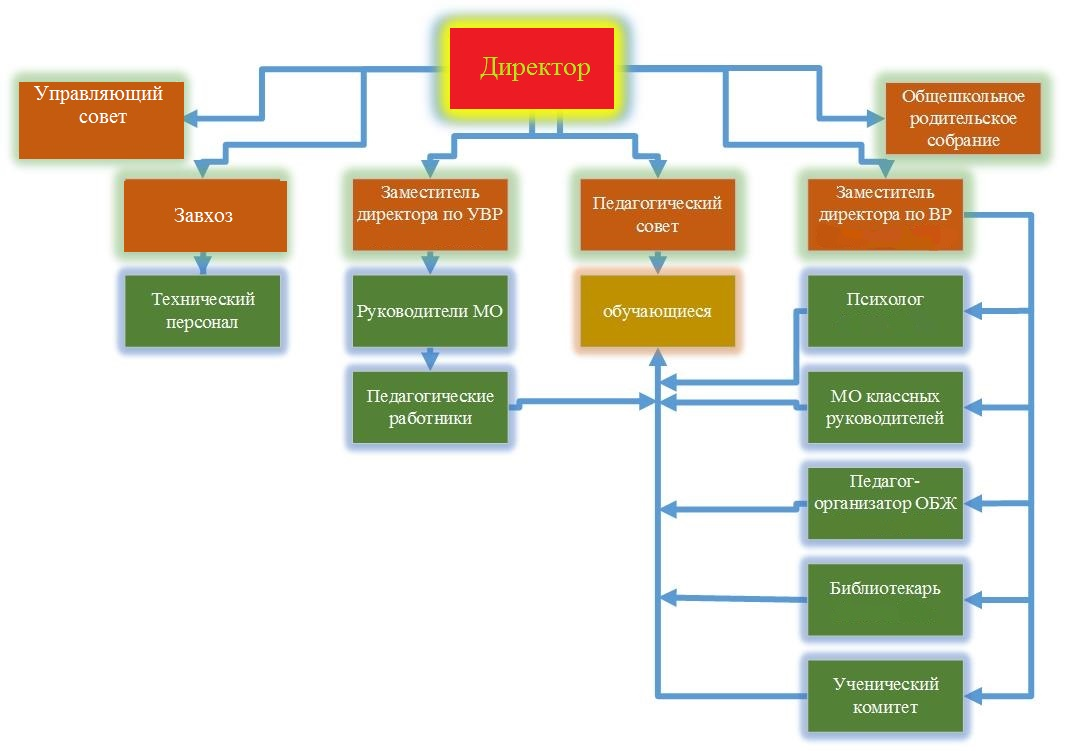 Директор
Управляющий
совет
Общешкольное
родительское
собрание
Завхоз
Заместитель
директора по УВР
Педагогический
совет
Заместитель
директора по ВР
Технический
персонал
Руководители МО
обучающиеся
Психолог
Педагогические
работники
МО классных
руководителей
Педагог-
организатор ОБЖ
Библиотекарь
Ученический
комитет